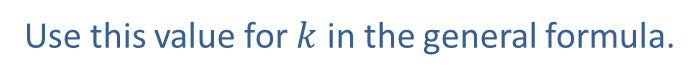 Use this value for k in the general formula.